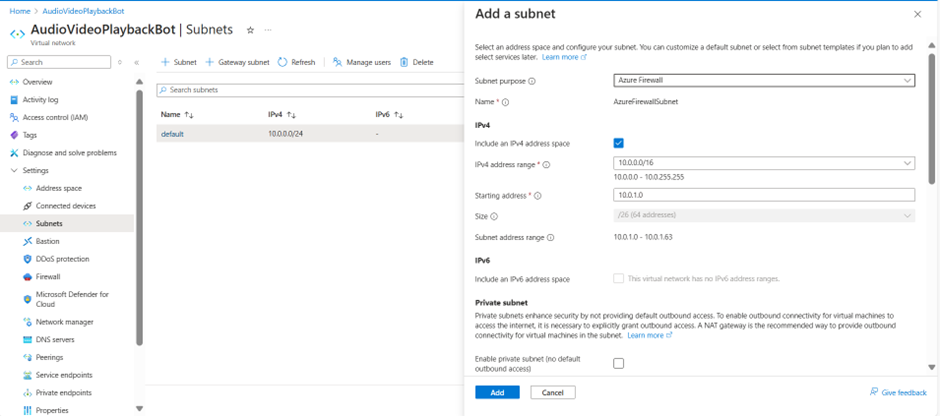 Home > AudioVideoPlaybackBot
AudioVideoPlaybackBot | Subnets
Virtual network
Search
Overview
Activity log
Access control (IAM)
Tags
Diagnose and solve problems
Settings
Address space
Connected devices
Subnets
Bastion
DDoS protection
Firewall
Microsoft Defender for
Cloud
Network manager
DNS servers
Peerings
Service endpoints
Private endpoints
Properties
+ Subnet + Gateway subnet Refresh Manage users Delete
Search subnets
Name IPv4 IPv6
default 10.0.0.0/24 -
Add a subnet
Select an address space and configure your subnet. You can customize a default subnet or select from subnet templates if you plan to add
select services later. Learn more
Subnet purpose Azure Firewall
Name * AzureFirewallSubnet
IPv4
Include an IPv4 address space
IPv4 address range * 10.0.0.0/16
10.0.0.0 - 10.0.255.255
Starting address * 10.0.1.0
Size /26 (64 addresses)
Subnet address range 10.0.1.0 - 10.0.1.63
IPv6
Include an IPv6 address space This virtual network has no IPv6 address ranges.
Private subnet
Private subnets enhance security by not providing default outbound access. To enable outbound connectivity for virtual machines to
access the internet, it is necessary to explicitly grant outbound access. A NAT gateway is the recommended way to provide outbound
connectivity for virtual machines in the subnet. Learn more
Enable private subnet (no default
outbound access)
Add Cancel Give feedback